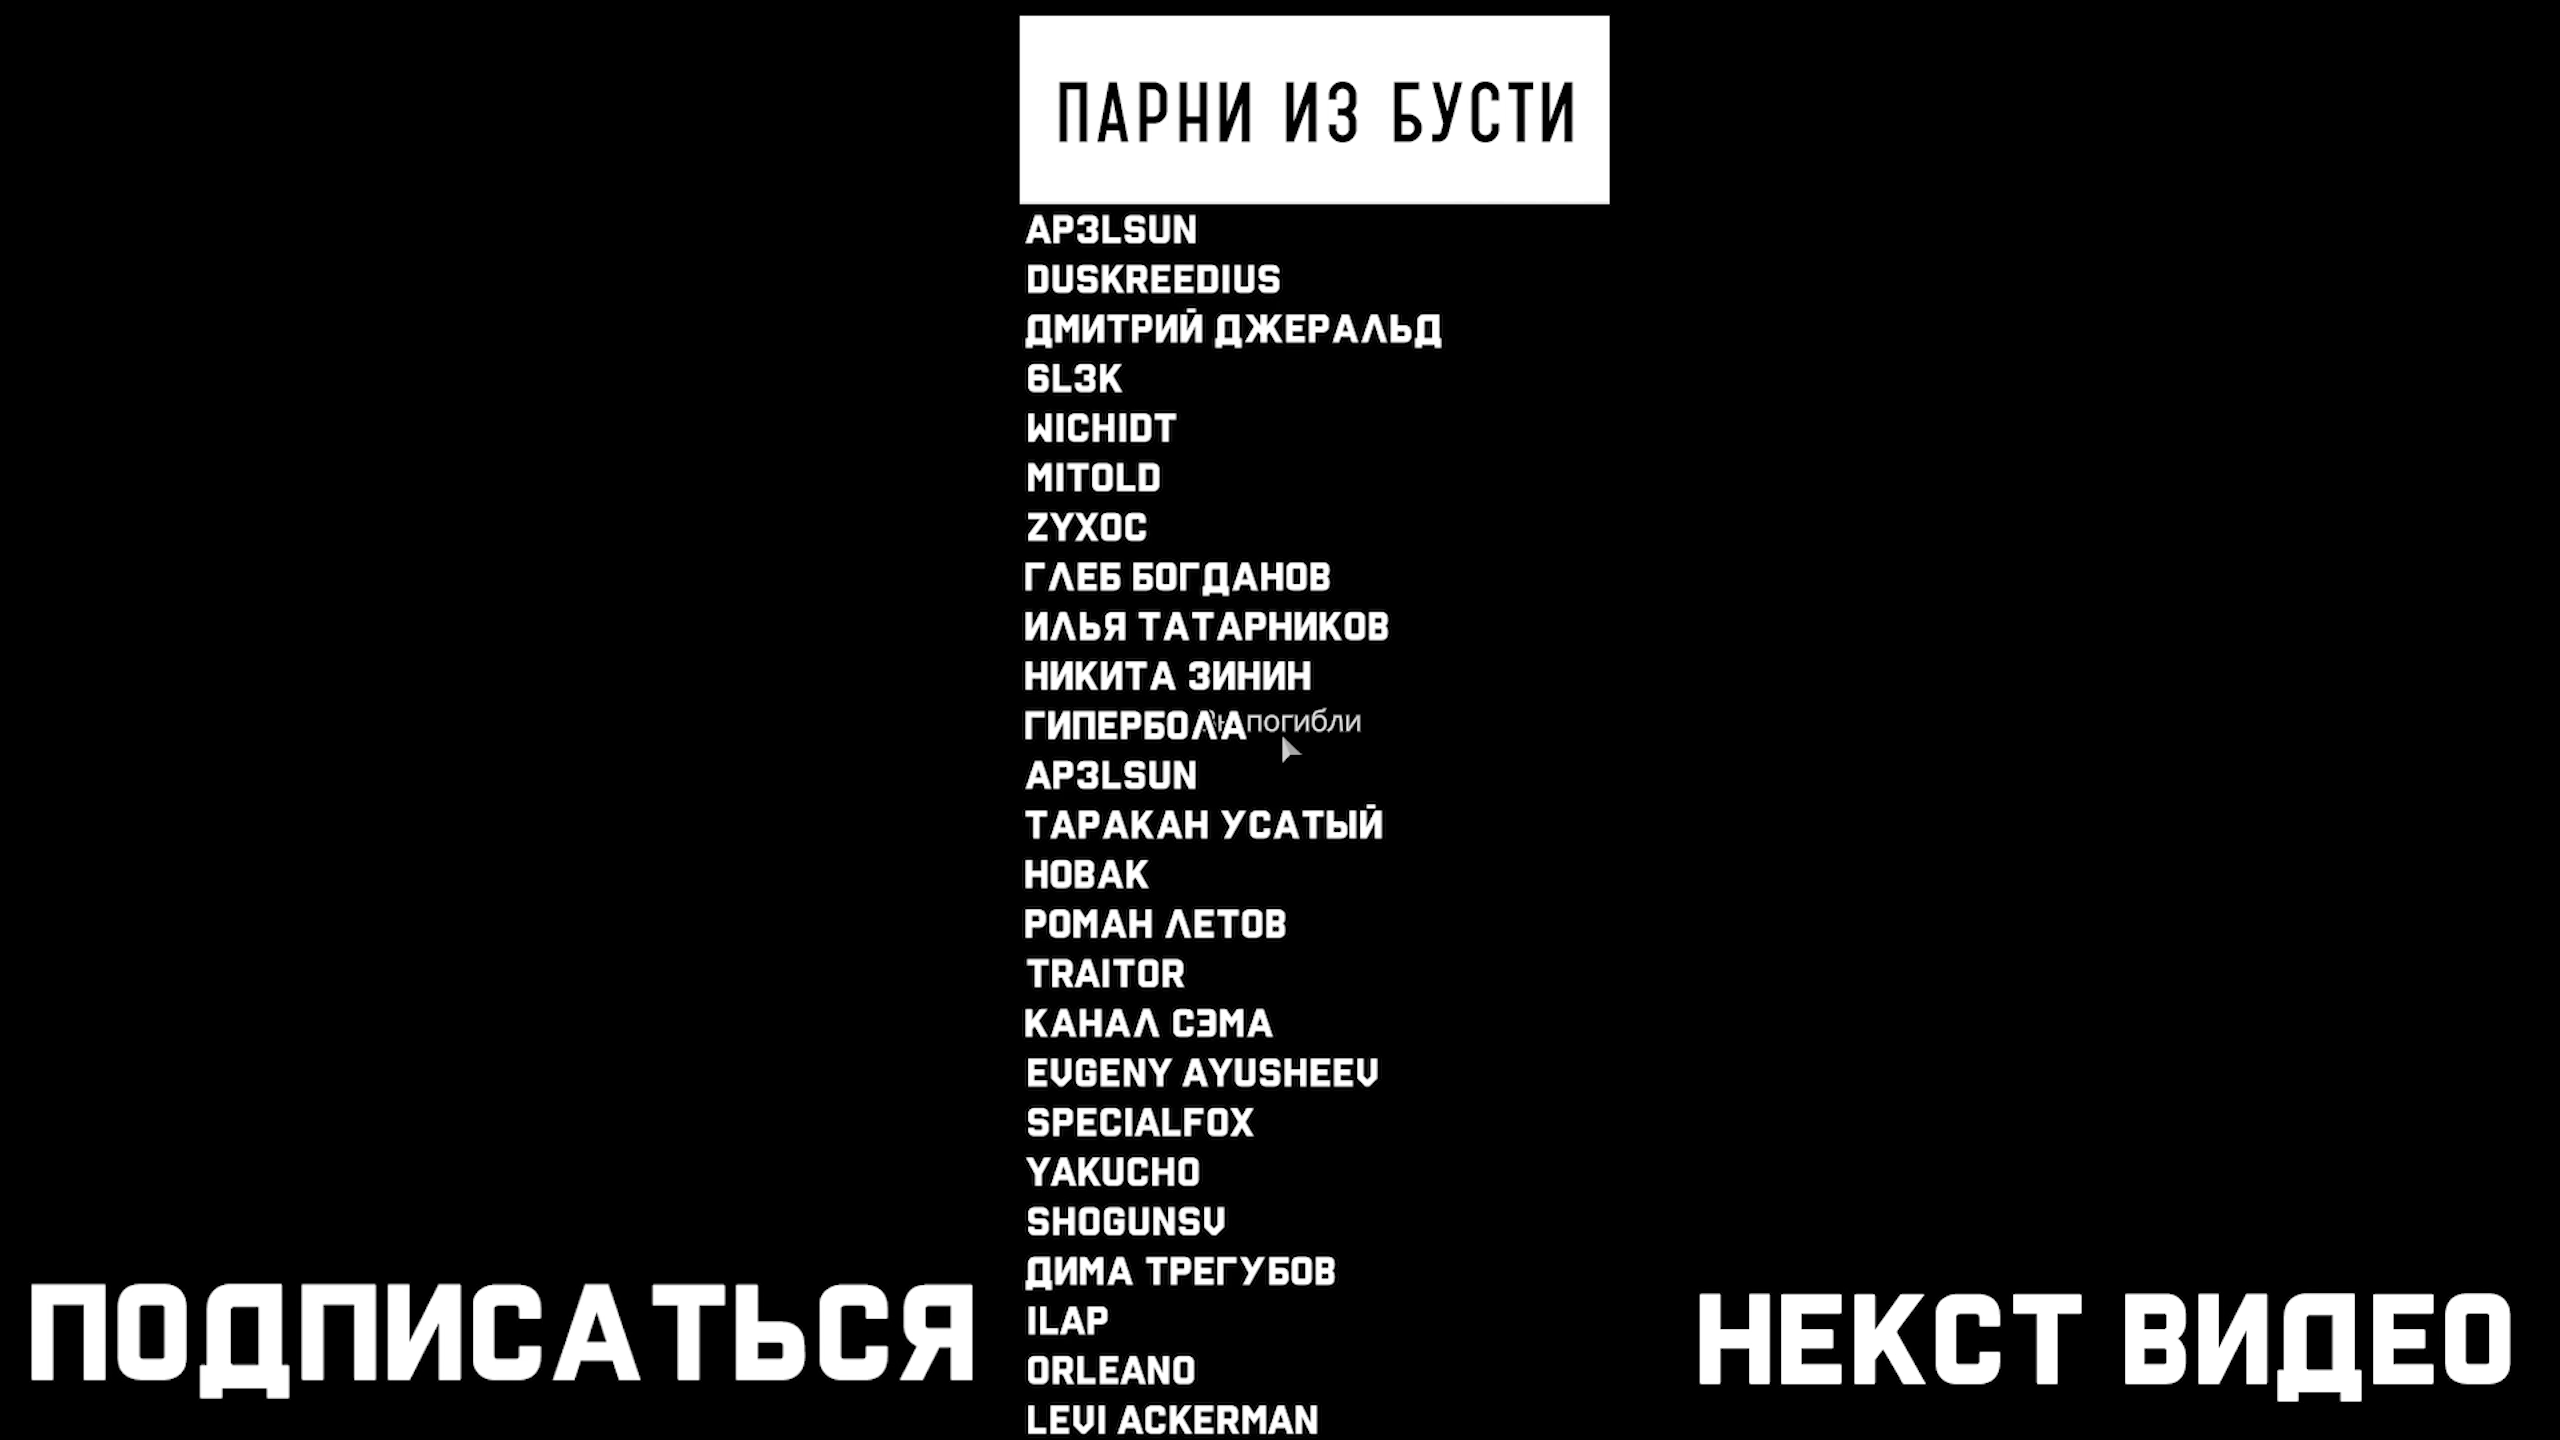 ПАРНИ ИЗ БУСТИ
AP3LSUN
DUSKREEDIUS
ДМИТРИЙ ДЖЕРАЛЬД
6L3K
WICHIDT
MITOLD
ZYXOC
ГЛЕБ БОГДАНОВ
ИЛЬЯ ТАТАРНИКОВ
НИКИТА ЗИНИН
ГИПЕРБОЛА
погибли
AP3LSUN
ТАРАКАН УСАТЫЙ
НОВАК
РОМАН ЛЕТОВ
TRAITOR
КАНАЛ СЭМА
EVGENY AYUSHEEV
SPECIALFOX
YAKUCHO
SHOGUNSV
ДИМА ТРЕГУБОВ
ILAP
ORLEANO
LEVI ACKERMAN
ПОДПИСАТЬСЯ
НЕКСТ ВИДЕО